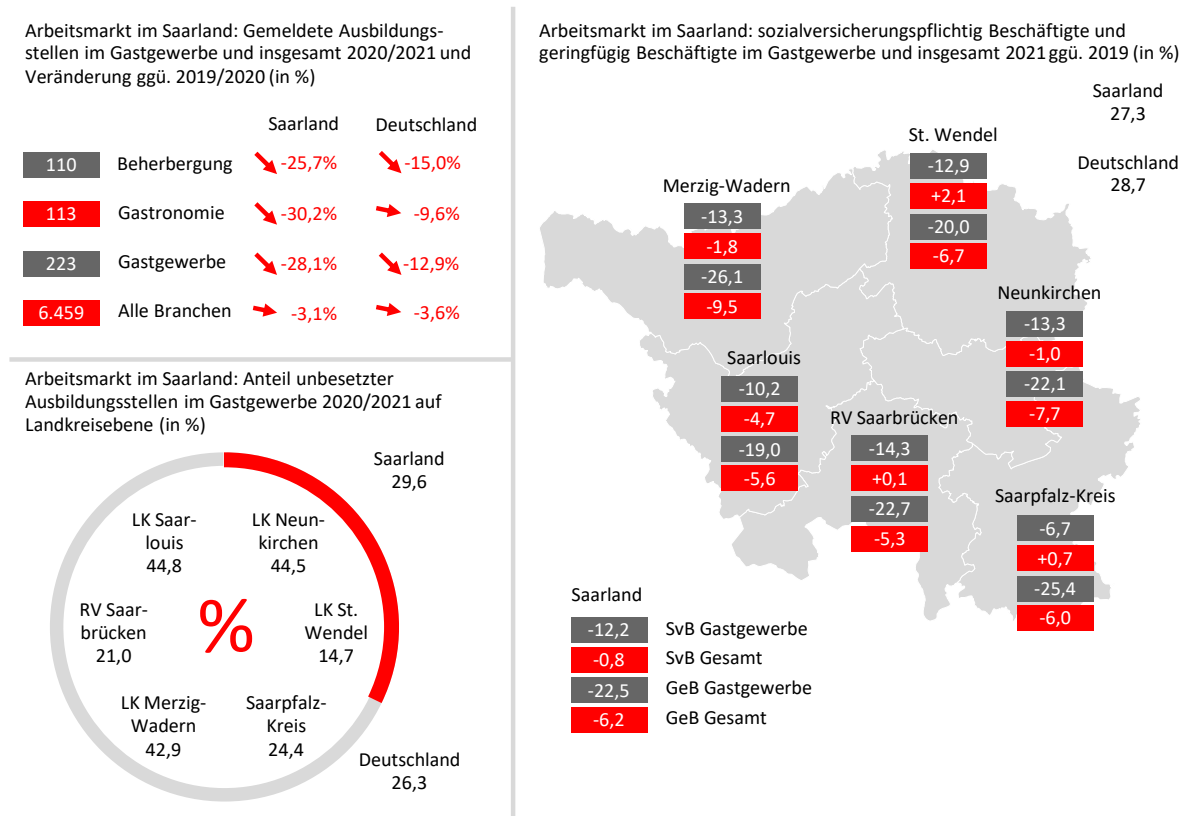 Arbeitsmarkt im Saarland: Gemeldete Ausbildungs-
stellen im Gastgewerbe und insgesamt 2020/2021 und
Veränderung ggü. 2019/2020 (in %)
Saarland Deutschland
110 Beherbergung -25,7% -15,0%
113 Gastronomie -30,2% -9,6%
223 Gastgewerbe -28,1% -12,9%
6.459 Alle Branchen -3,1% -3,6%
Arbeitsmarkt im Saarland: Anteil unbesetzter
Ausbildungsstellen im Gastgewerbe 2020/2021 auf
Landkreisebene (in %)
Saarland
29,6
LK Saar-
louis
44,8
LK Neun-
kirchen
44,5
RV Saar-
brücken
21,0
%
LK St.
Wendel
14,7
LK Merzig-
Wadern
42,9
Saarpfalz-
Kreis
24,4
Deutschland
26,3
Arbeitsmarkt im Saarland: sozialversicherungspflichtig Beschäftigte und
geringfügig Beschäftigte im Gastgewerbe und insgesamt 2021 ggü. 2019 (in %)
Saarland
27,3
Deutschland
28,7
St. Wendel
-12,9
+2,1
-20,0
-6,7
Merzig-Wadern
-13,3
-1,8
-26,1
-9,5
Neunkirchen
-13,3
-1,0
-22,1
-7,7
Saarlouis
-10,2
-4,7
-19,0
-5,6
RV Saarbrücken
-14,3
+0,1
-22,7
-5,3
Saarpfalz-Kreis
-6,7
+0,7
-25,4
-6,0
Saarland
-12,2 SvB Gastgewerbe
-0,8 SvB Gesamt
-22,5 GeB Gastgewerbe
-6,2 GeB Gesamt